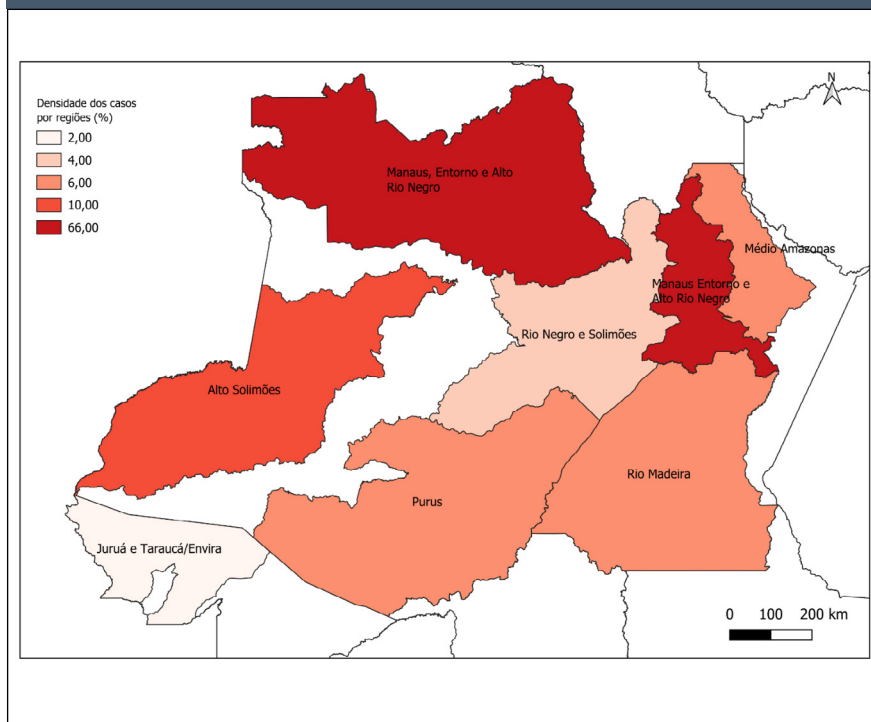 N
Densidade dos casos
por regiões (%)
2,00
4,00
6,00
10,00
66,00
Manaus, Entorno e Alto
Rio Negro
Médio Amazonas
Manaus Entorno e
Alto Rio Negro
Rio Negro e Solimões
Alto Solimões
Rio Madeira
Purus
Juruá e Taraucá/Envira
0 100 200 km